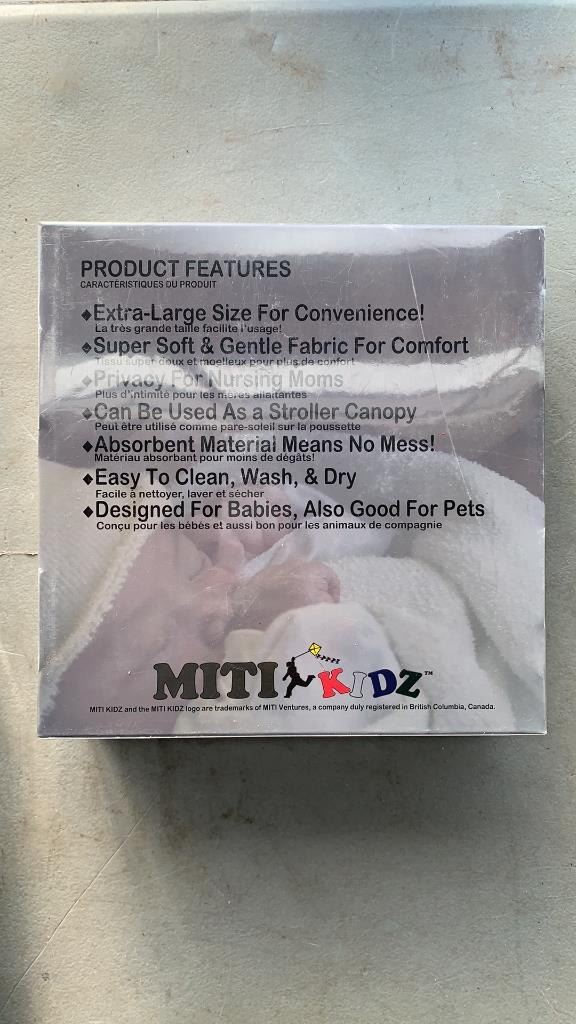 PRODUCT FEATURES
CARACTÉRISTIQUES DU PRODUIT
◆Extra-Large Size For Convenience!
La très grande taille facilite l'usage!
◆Super Soft & Gentle Fabric For Comfort
Tissu super doux et moelleux pour plus de confort
◆Privacy For Nursing Moms
Plus d'intimité pour les mères allaitantes
◆Can Be Used As a Stroller Canopy
Peut être utilisé comme pare-soleil sur la poussette
◆Absorbent Material Means No Mess!
Matériau absorbant pour moins de dégâts!
◆Easy To Clean, Wash, & Dry
Facile à nettoyer, laver et sécher
◆Designed For Babies, Also Good For Pets
Conçu pour les bébés et aussi bon pour les animaux de compagnie
MITI KIDZ™
MITI KIDZ and the MITI KIDZ logo are trademarks of MITI Ventures, a company duly registered in British Columbia, Canada.